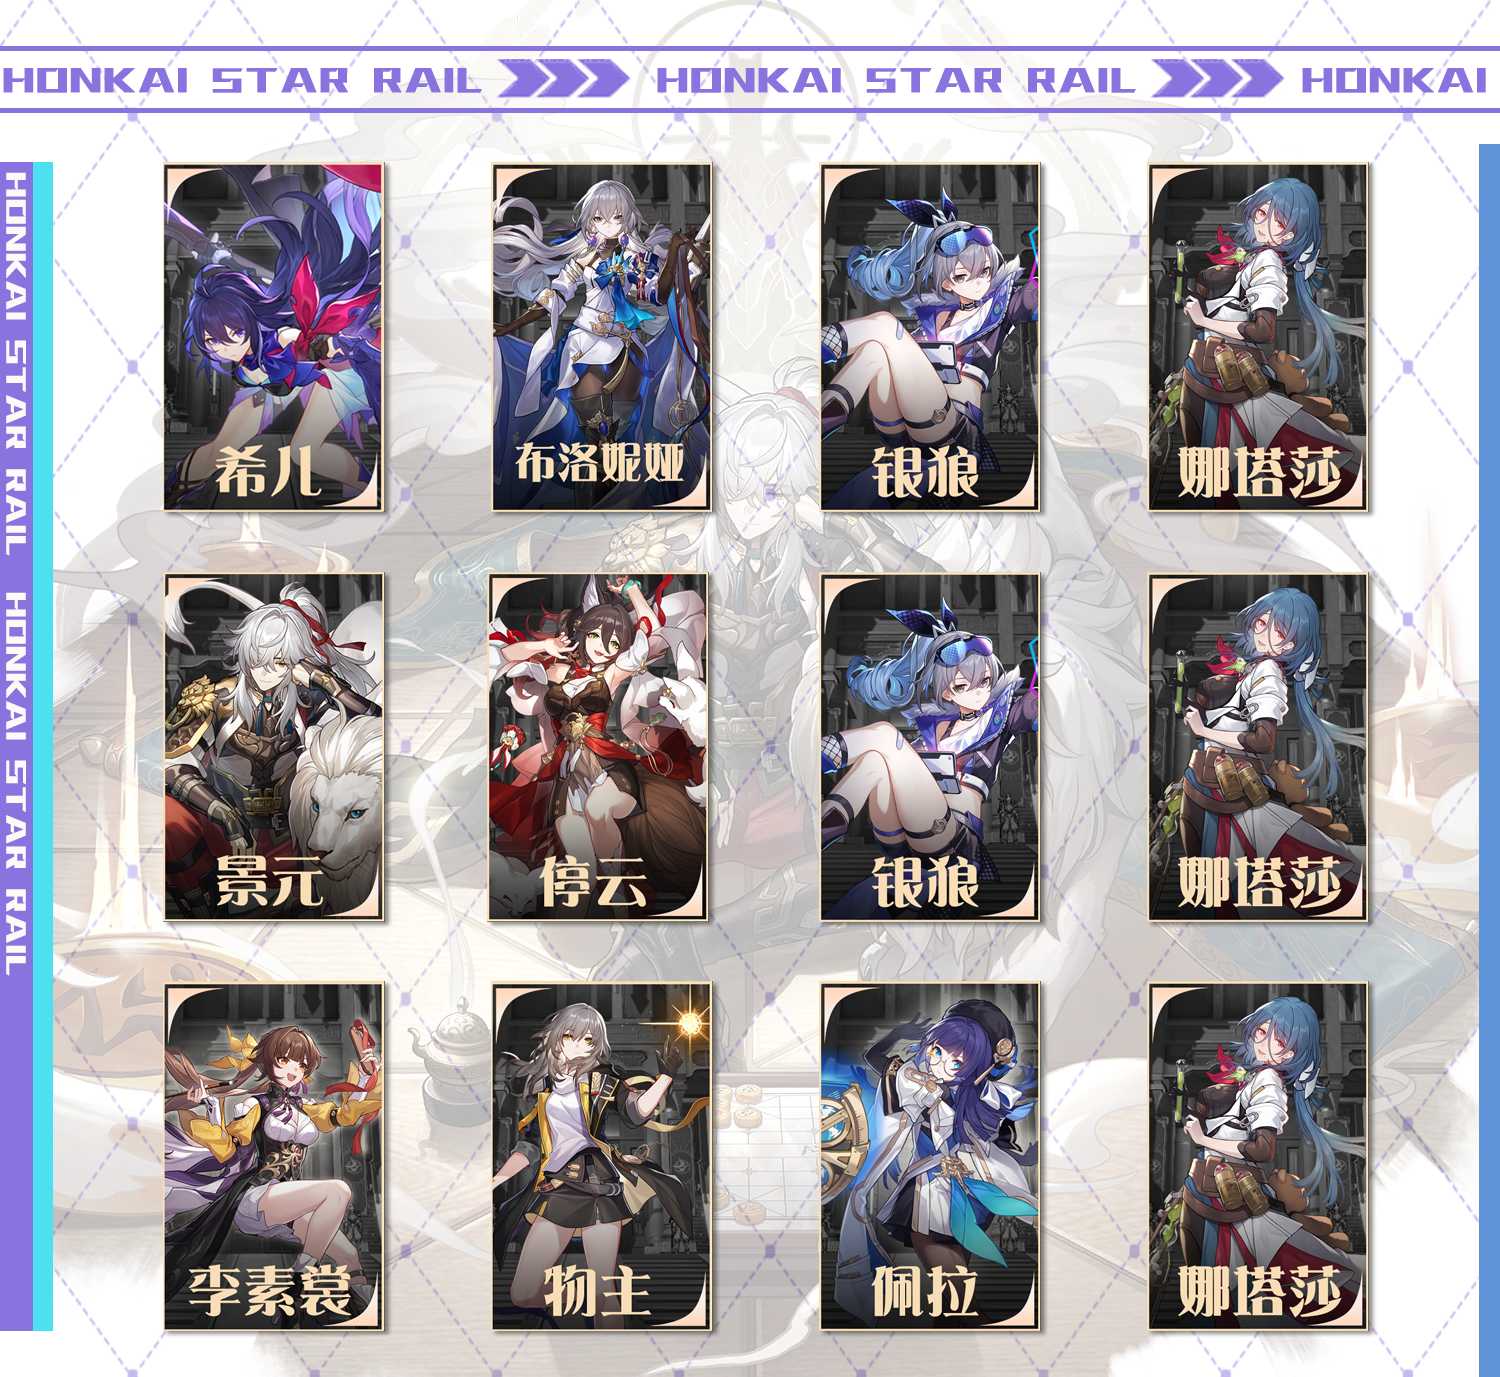 HONKAI STAR RAIL HONKAI STAR RAIL HONKAI
HONKAI STAR RAIL HONKAI STAR RAIL
希儿
布洛妮娅
银狼
娜塔莎
景元
停云
银狼
娜塔莎
李素裳
物主
佩拉
娜塔莎